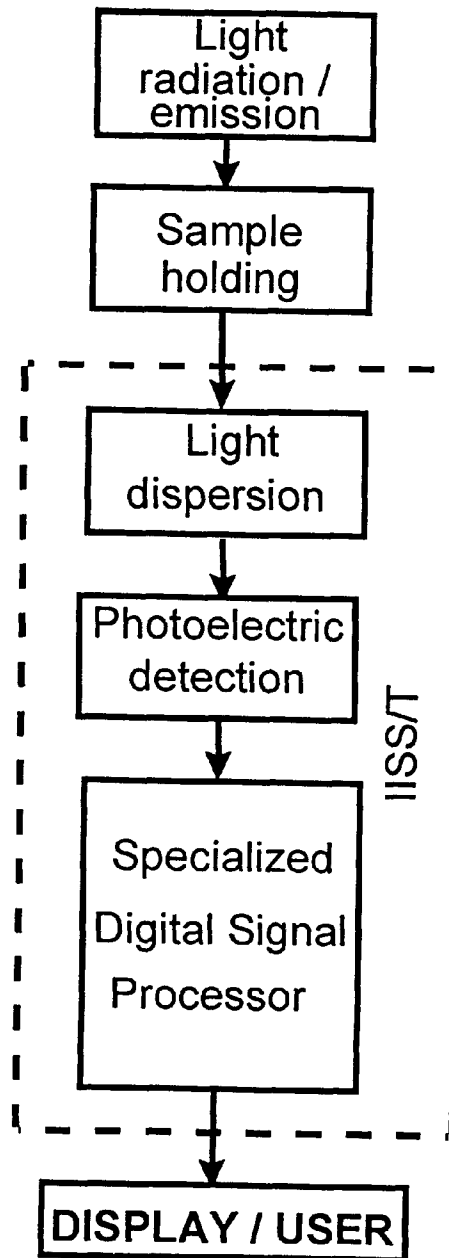 Light
radiation /
emission
Sample
holding
Light
dispersion
Photoelectric
detection
IISS/T
Specialized
Digital Signal
Processor
DISPLAY / USER